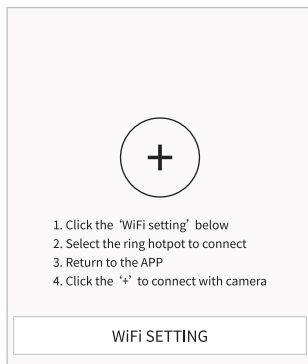 +
1. Click the ‘WiFi setting’ below
2. Select the ring hotpot to connect
3. Return to the APP
4. Click the ‘+’ to connect with camera
WiFi SETTING